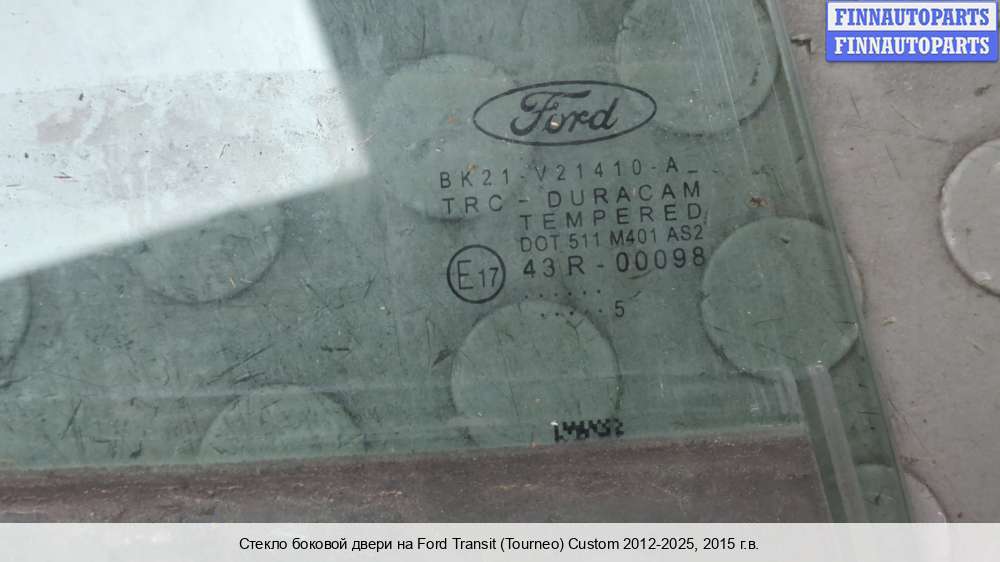 FINNAUTOPARTS
FINNAUTOPARTS
Ford
BK21-V21410-A_
TRC - DURACAM
TEMPERED
DOT 511 M401 AS2
E17 43R-00098
......
.....5
Стекло боковой двери на Ford Transit (Tourneo) Custom 2012-2025, 2015 г.в.